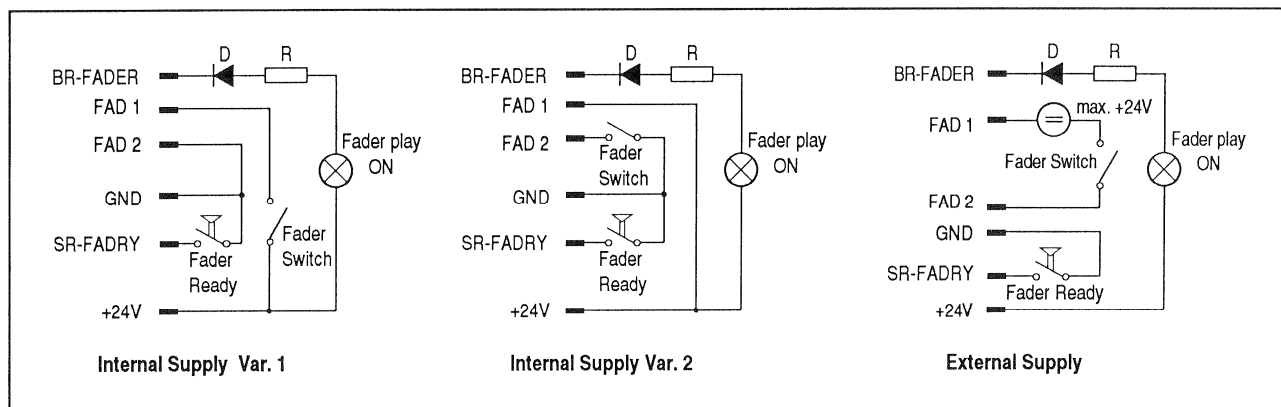 D R
BR-FADER
FAD 1
FAD 2
Fader play
ON
GND
SR-FADRY
Fader
Ready
Fader
Switch
+24V
Internal Supply Var. 1
D R
BR-FADER
FAD 1
FAD 2
Fader
Switch
Fader play
ON
GND
SR-FADRY
Fader
Ready
+24V
Internal Supply Var. 2
D R
BR-FADER
max. +24V
FAD 1
Fader play
ON
Fader Switch
FAD 2
GND
SR-FADRY
Fader Ready
+24V
External Supply